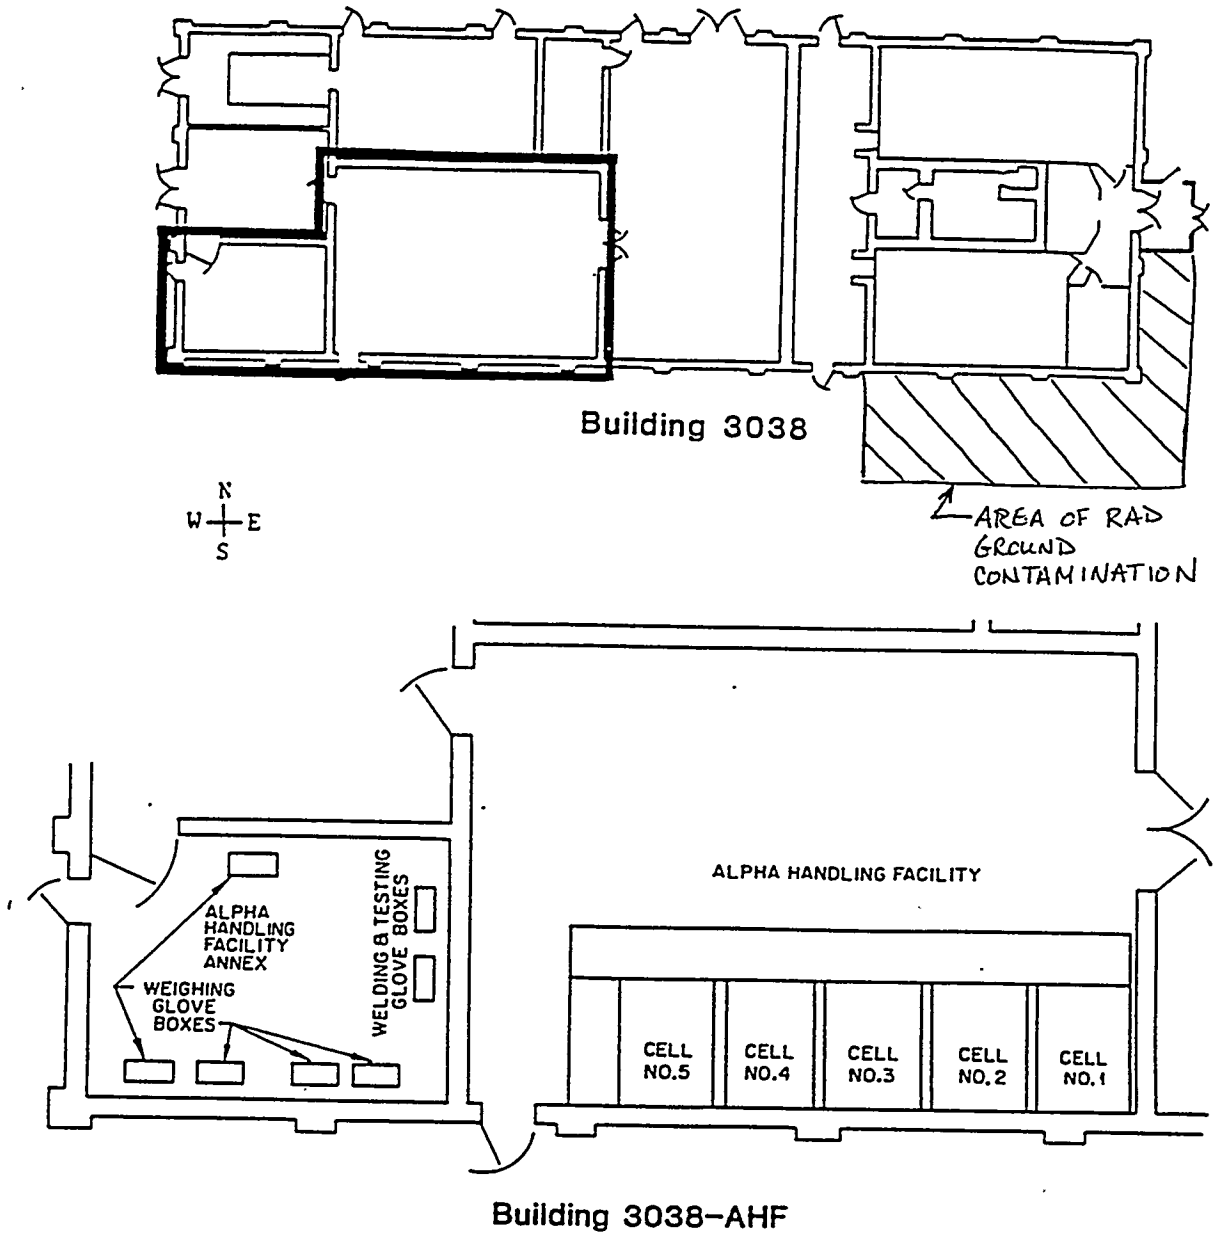 Building 3038
N
W E
S
AREA OF RAD
GROUND
CONTAMINATION
ALPHA HANDLING FACILITY
ALPHA
HANDLING
FACILITY
ANNEX
WELDING & TESTING
GLOVE BOXES
WEIGHING
GLOVE
BOXES
CELL
NO.5
CELL
NO.4
CELL
NO.3
CELL
NO.2
CELL
NO.1
Building 3038-AHF